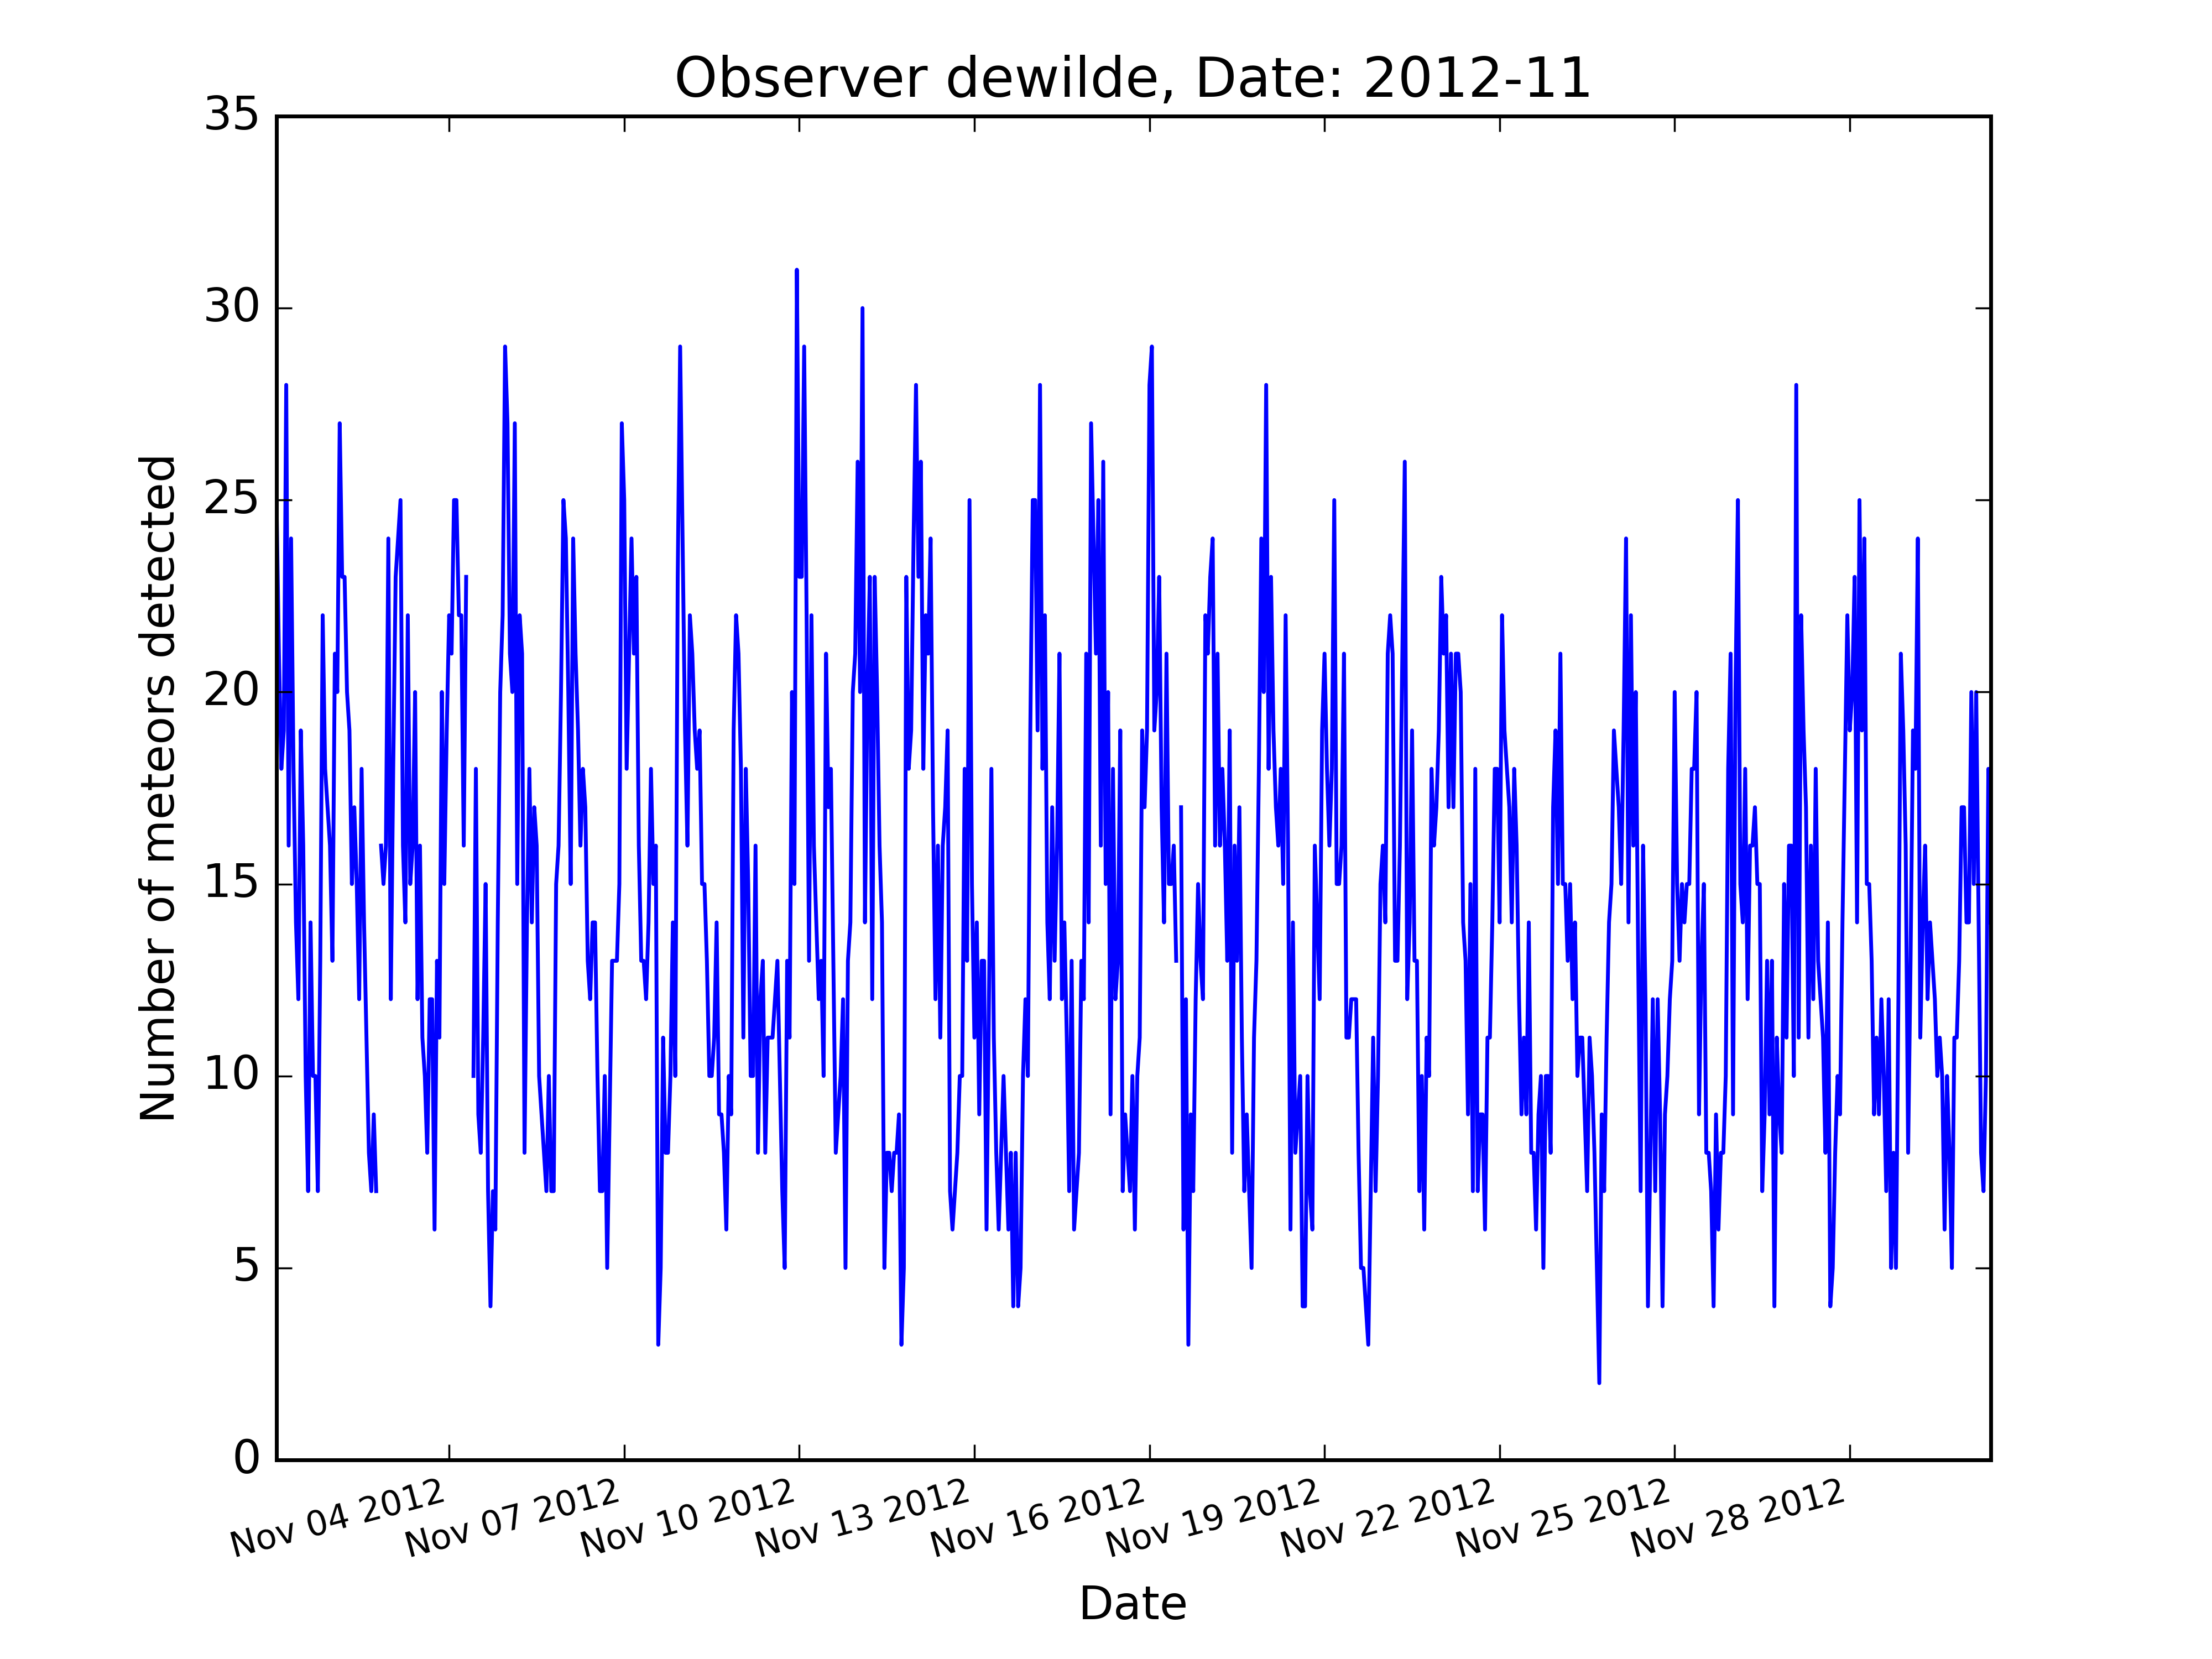 Observer dewilde, Date: 2012-11
Number of meteors detected
35
30
25
20
15
10
5
0
Nov 04 2012
Nov 07 2012
Nov 10 2012
Nov 13 2012
Nov 16 2012
Nov 19 2012
Nov 22 2012
Nov 25 2012
Nov 28 2012
Date